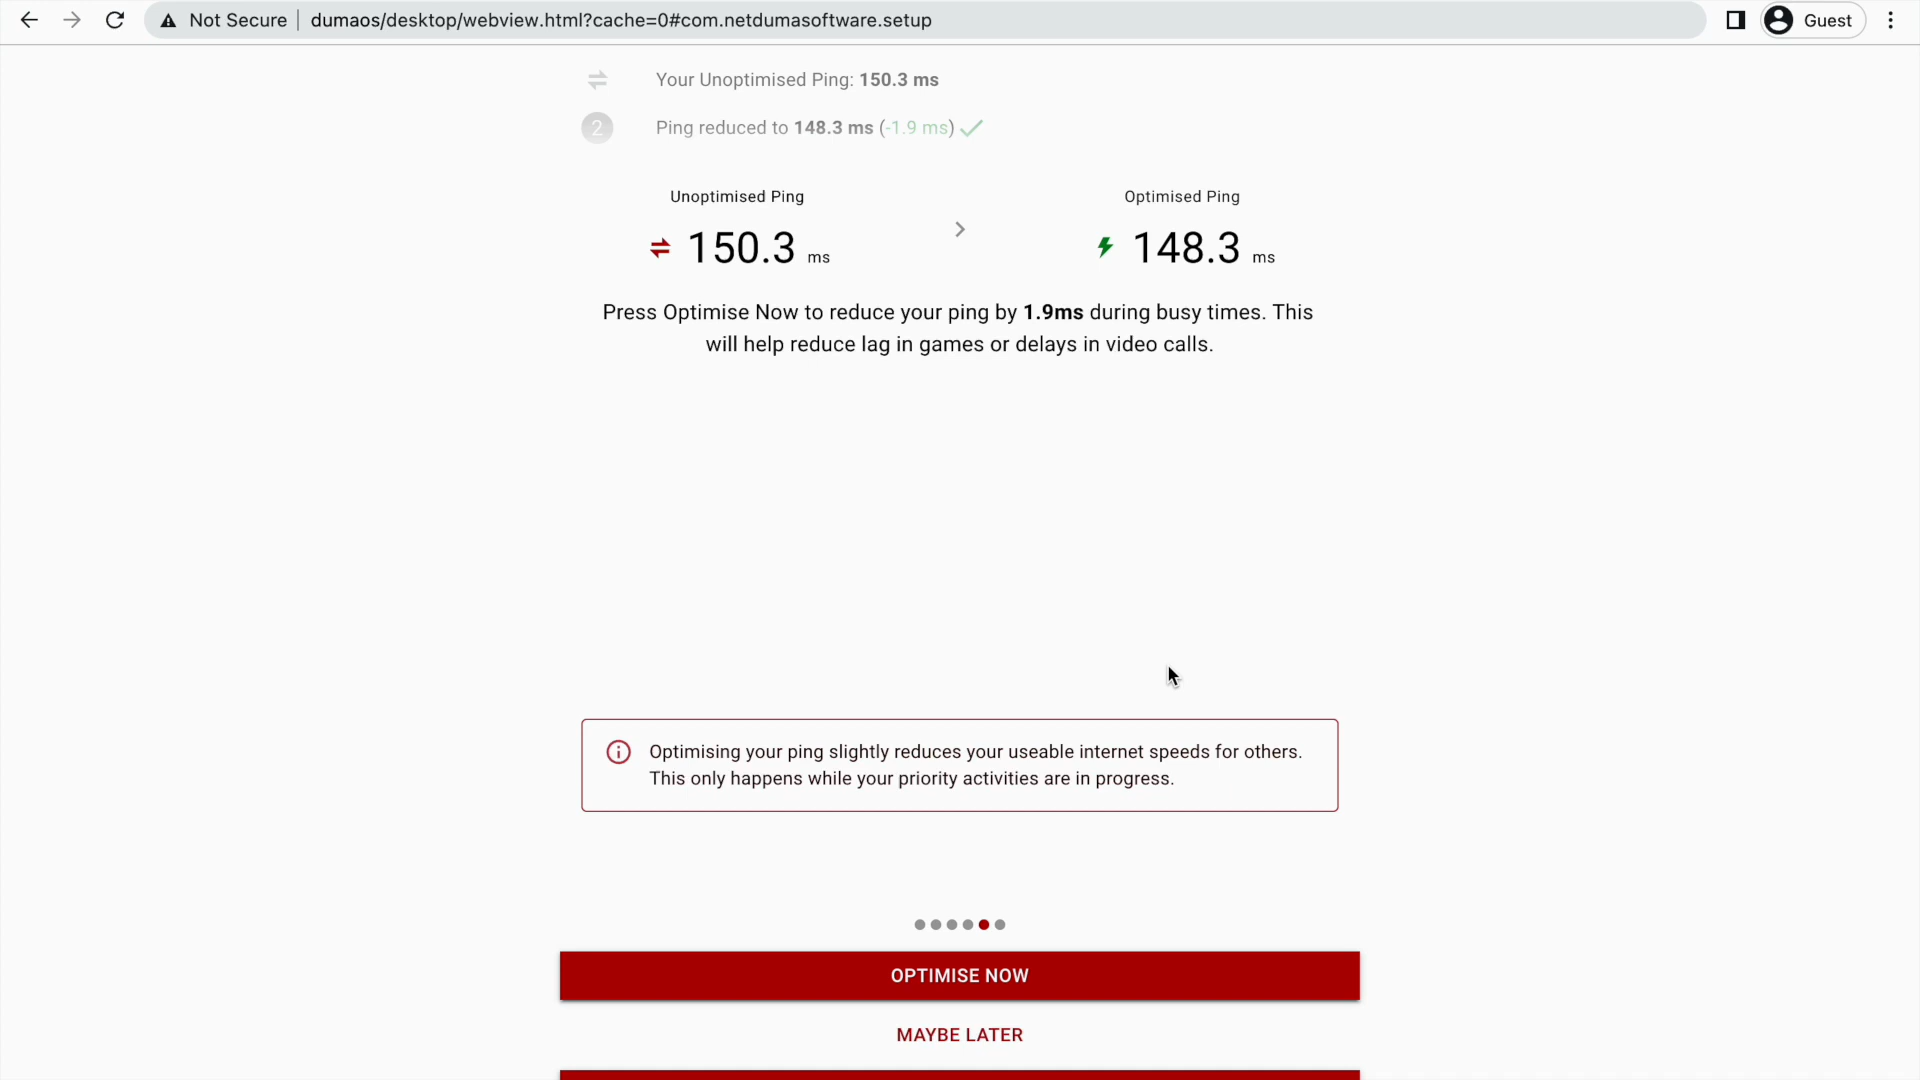 Not Secure
dumaos/desktop/webview.html?cache=0#com.netdumasoftware.setup
Guest
Your Unoptimised Ping: 150.3 ms
2
Ping reduced to 148.3 ms (-1.9 ms)
Unoptimised Ping
150.3 ms
Optimised Ping
148.3 ms
Press Optimise Now to reduce your ping by 1.9ms during busy times. This
will help reduce lag in games or delays in video calls.
Optimising your ping slightly reduces your useable internet speeds for others.
This only happens while your priority activities are in progress.
OPTIMISE NOW
MAYBE LATER